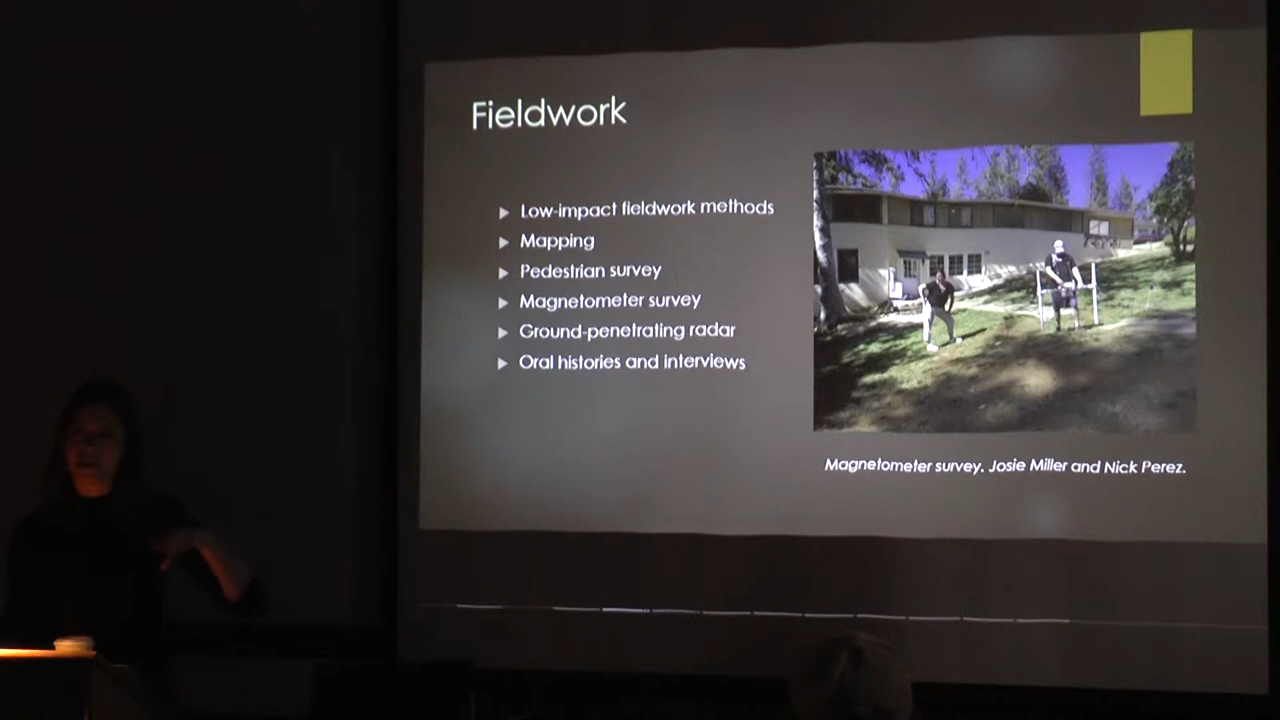 Fieldwork
Low-impact fieldwork methods
Mapping
Pedestrian survey
Magnetometer survey
Ground-penetrating radar
Oral histories and interviews
Magnetometer survey. Josie Miller and Nick Perez.